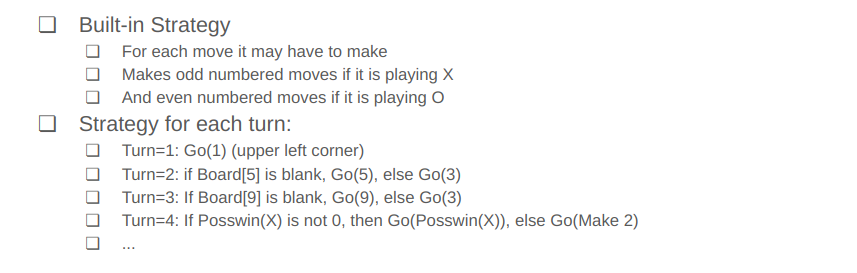 Built-in Strategy
For each move it may have to make
Makes odd numbered moves if it is playing X
And even numbered moves if it is playing O
Strategy for each turn:
Turn=1: Go(1) (upper left corner)
Turn=2: if Board[5] is blank, Go(5), else Go(3)
Turn=3: If Board[9] is blank, Go(9), else Go(3)
Turn=4: If Posswin(X) is not 0, then Go(Posswin(X)), else Go(Make 2)
...